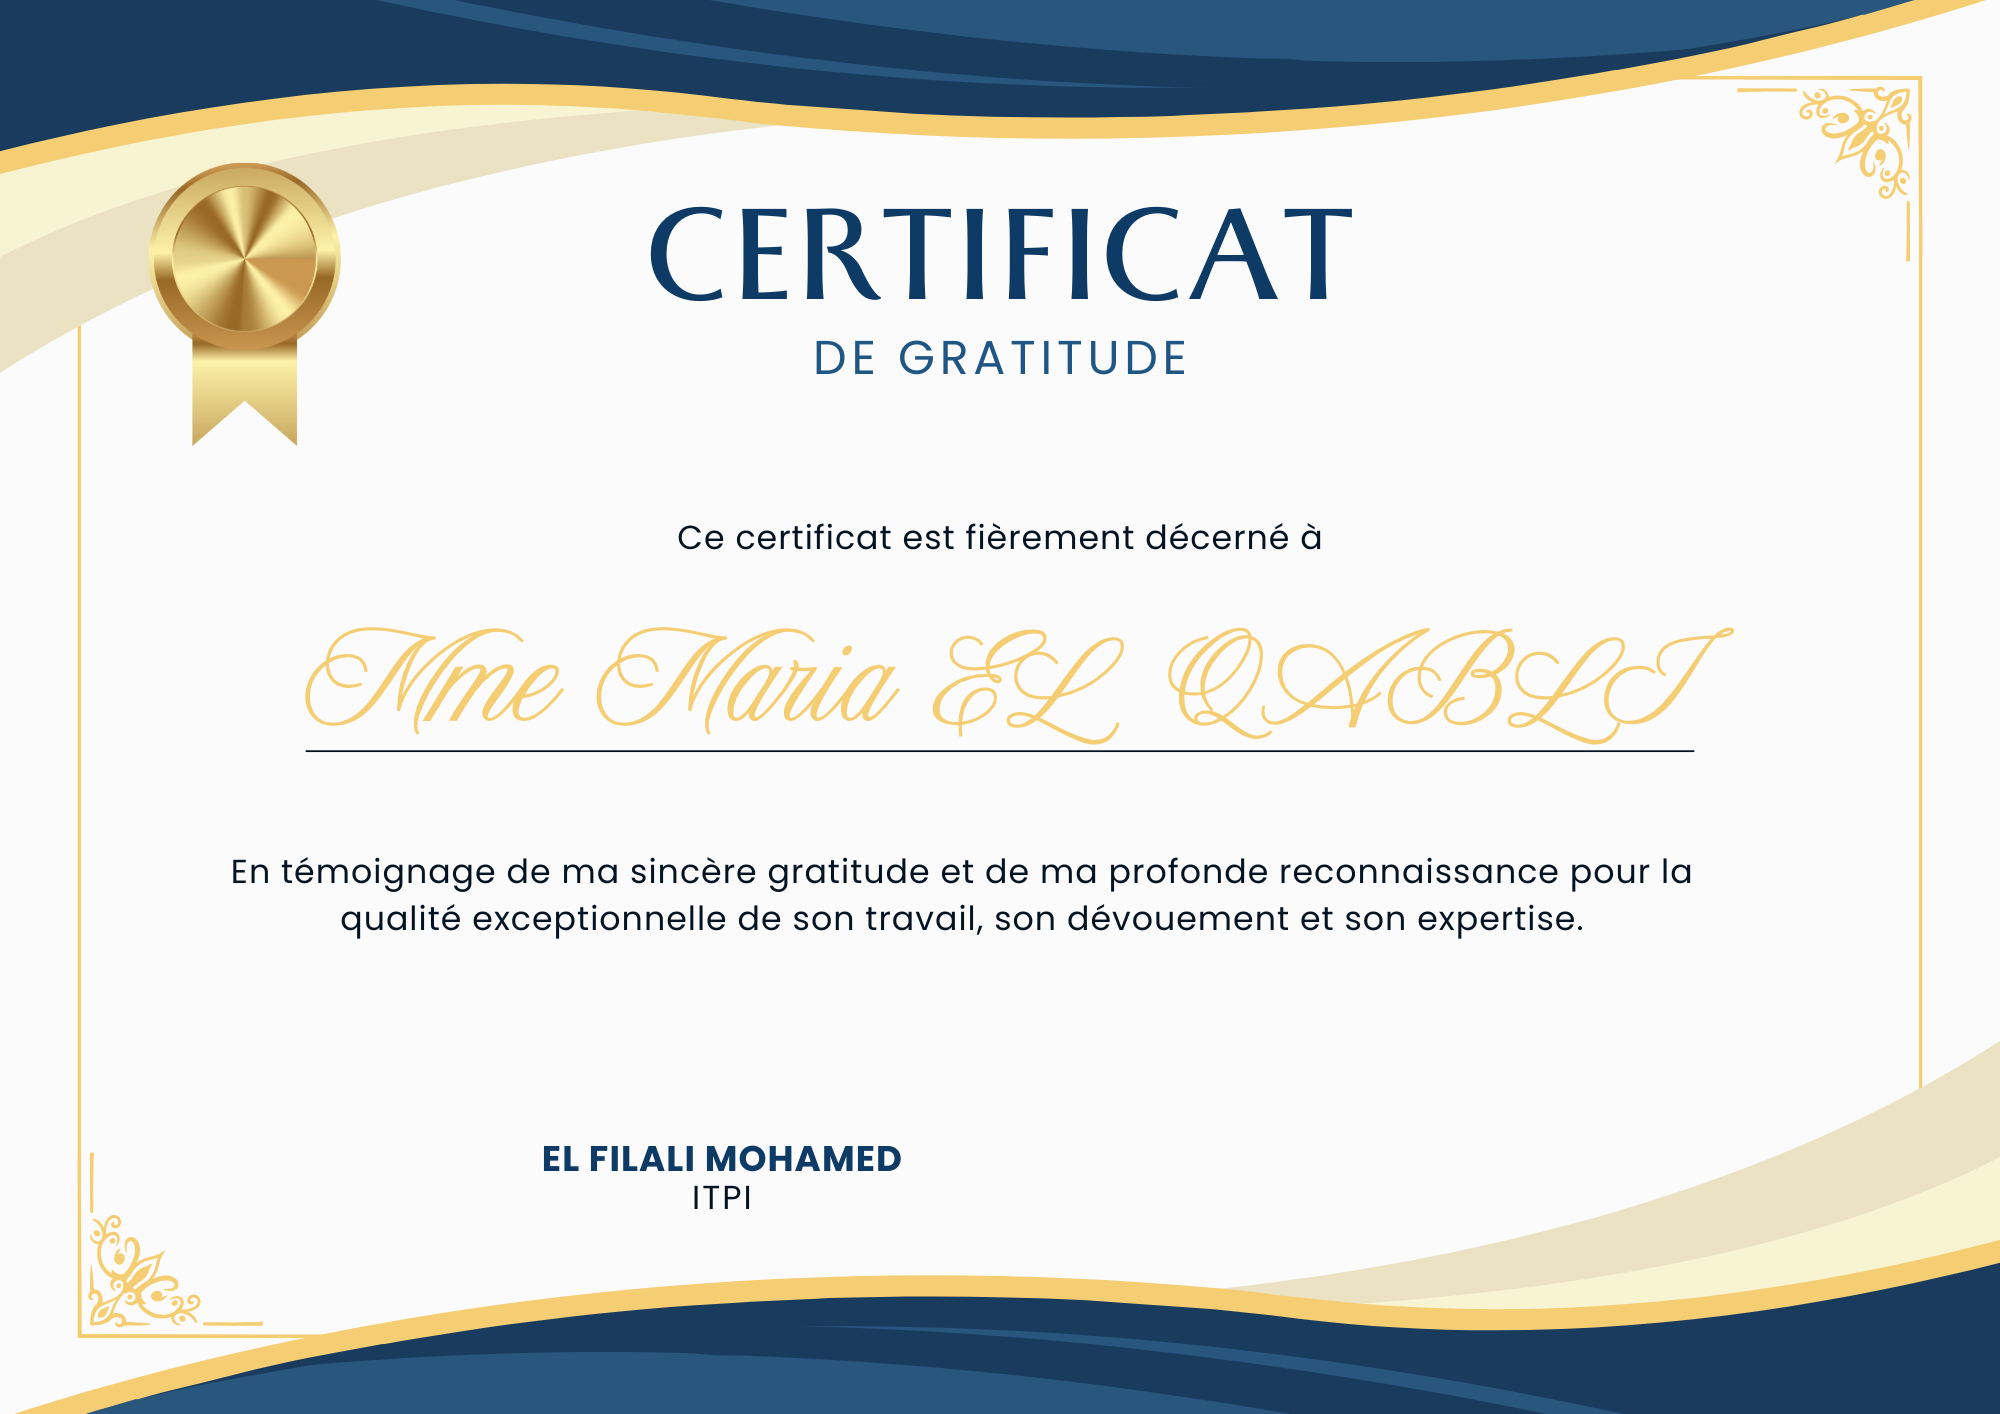 CERTIFICAT
DE GRATITUDE
Ce certificat est fièrement décerné à
Mme Maria EL QABLI
En témoignage de ma sincère gratitude et de ma profonde reconnaissance pour la
qualité exceptionnelle de son travail, son dévouement et son expertise.
EL FILALI MOHAMED
ITPI